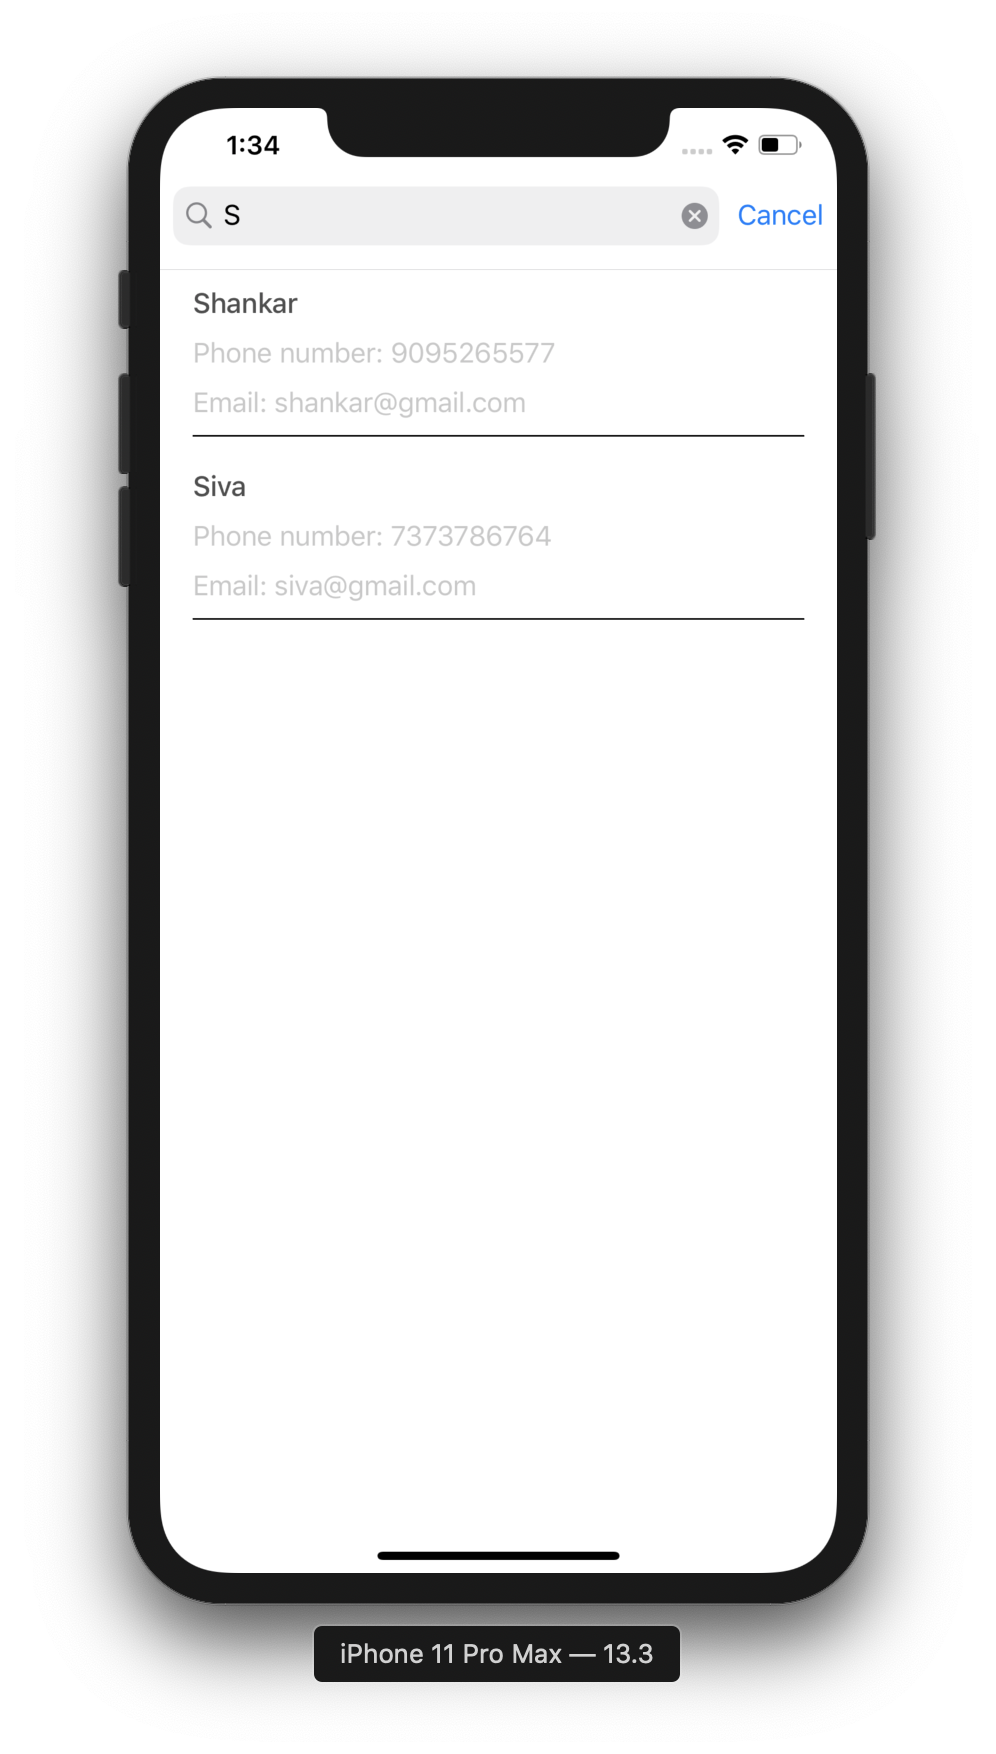 1:34
S
Cancel
Shankar
Phone number: 9095265577
Email: shankar@gmail.com
Siva
Phone number: 7373786764
Email: siva@gmail.com
iPhone 11 Pro Max — 13.3